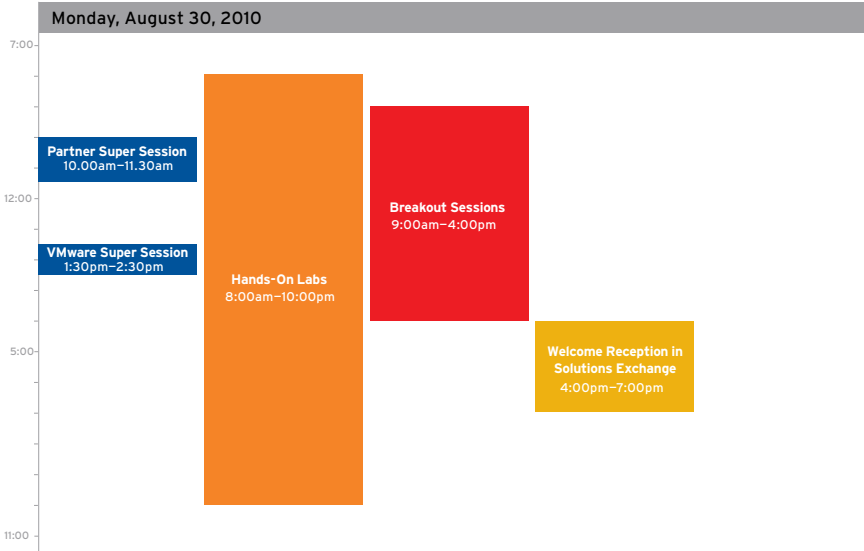 Monday, August 30, 2010
7:00
12:00
5:00
11:00
Partner Super Session
10.00am–11.30am
VMware Super Session
1:30pm–2:30pm
Hands-On Labs
8:00am–10:00pm
Breakout Sessions
9:00am–4:00pm
Welcome Reception in
Solutions Exchange
4:00pm–7:00pm